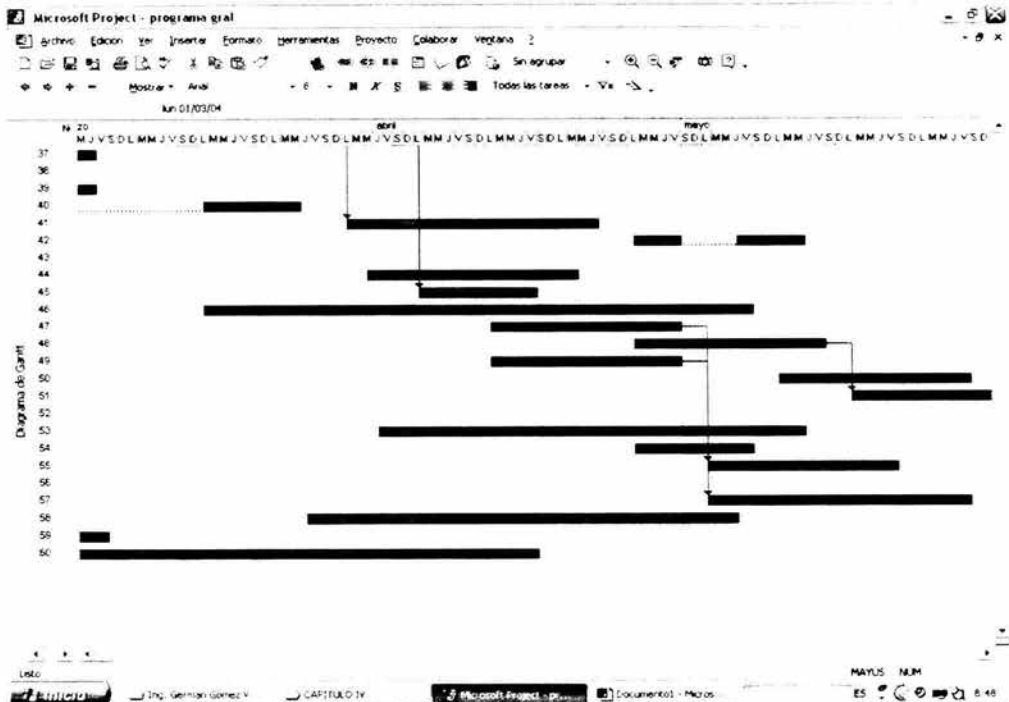 Microsoft Project - programa gral
Archivo Edicion Ver Insertar Formato Herramientas Proyecto Colaborar Ventana ?
Sin agrupar
Mostrar Arial 8 N K S Todas las tareas
lun 01/03/04
N 20 abril mayo
M J V S D L M M J V S D L M M J V S D L M M J V S D L M M J V S D L M M J V S D L M M J V S D L M M J V S D L M M J V S D L M M J V S D L M M J V S D L M M J V S D
37
38
39
40
41
42
43
44
45
46
47
48
49
50
51
52
53
54
55
56
57
58
59
60
Diagrama de Gantt
Listo
MAYUS NUM
Inicio Ing. German Gomez V CAPITULO IV Microsoft Project - Documento1 - Micros
ES 8:48